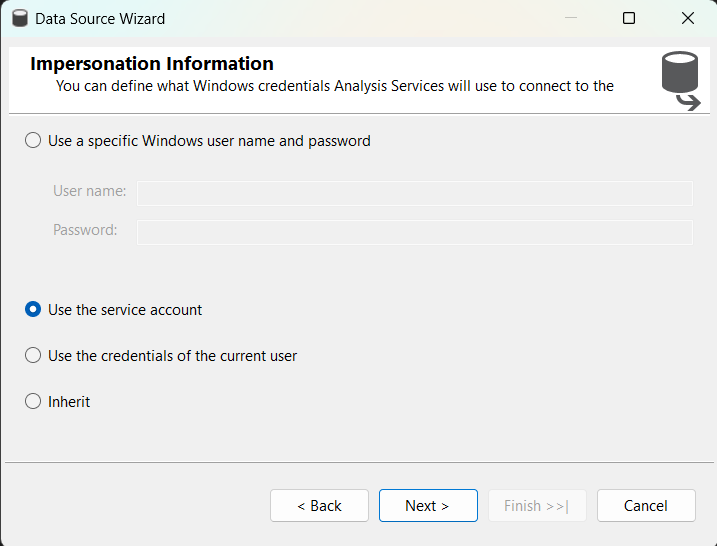 Data Source Wizard
Impersonation Information
You can define what Windows credentials Analysis Services will use to connect to the
Use a specific Windows user name and password
User name:
Password:
Use the service account
Use the credentials of the current user
Inherit
< Back Next > Finish >>| Cancel